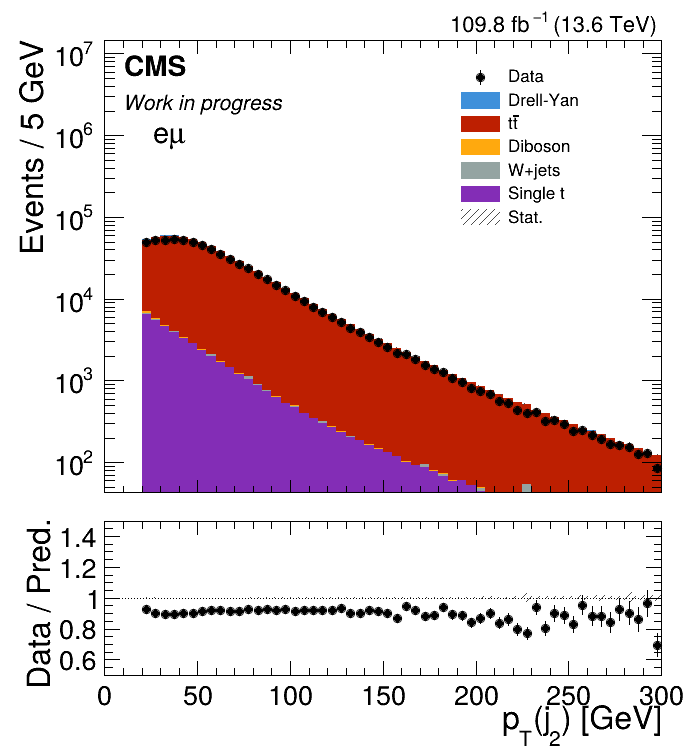 109.8 fb⁻¹ (13.6 TeV)
CMS
Work in progress
eμ
Data
Drell-Yan
tt̄
Diboson
W+jets
Single t
Stat.
Events / 5 GeV
10⁷
10⁶
10⁵
10⁴
10³
10²
Data / Pred.
1.4
1.2
1
0.8
0.6
0 50 100 150 200 250 300
p_T(j_2) [GeV]